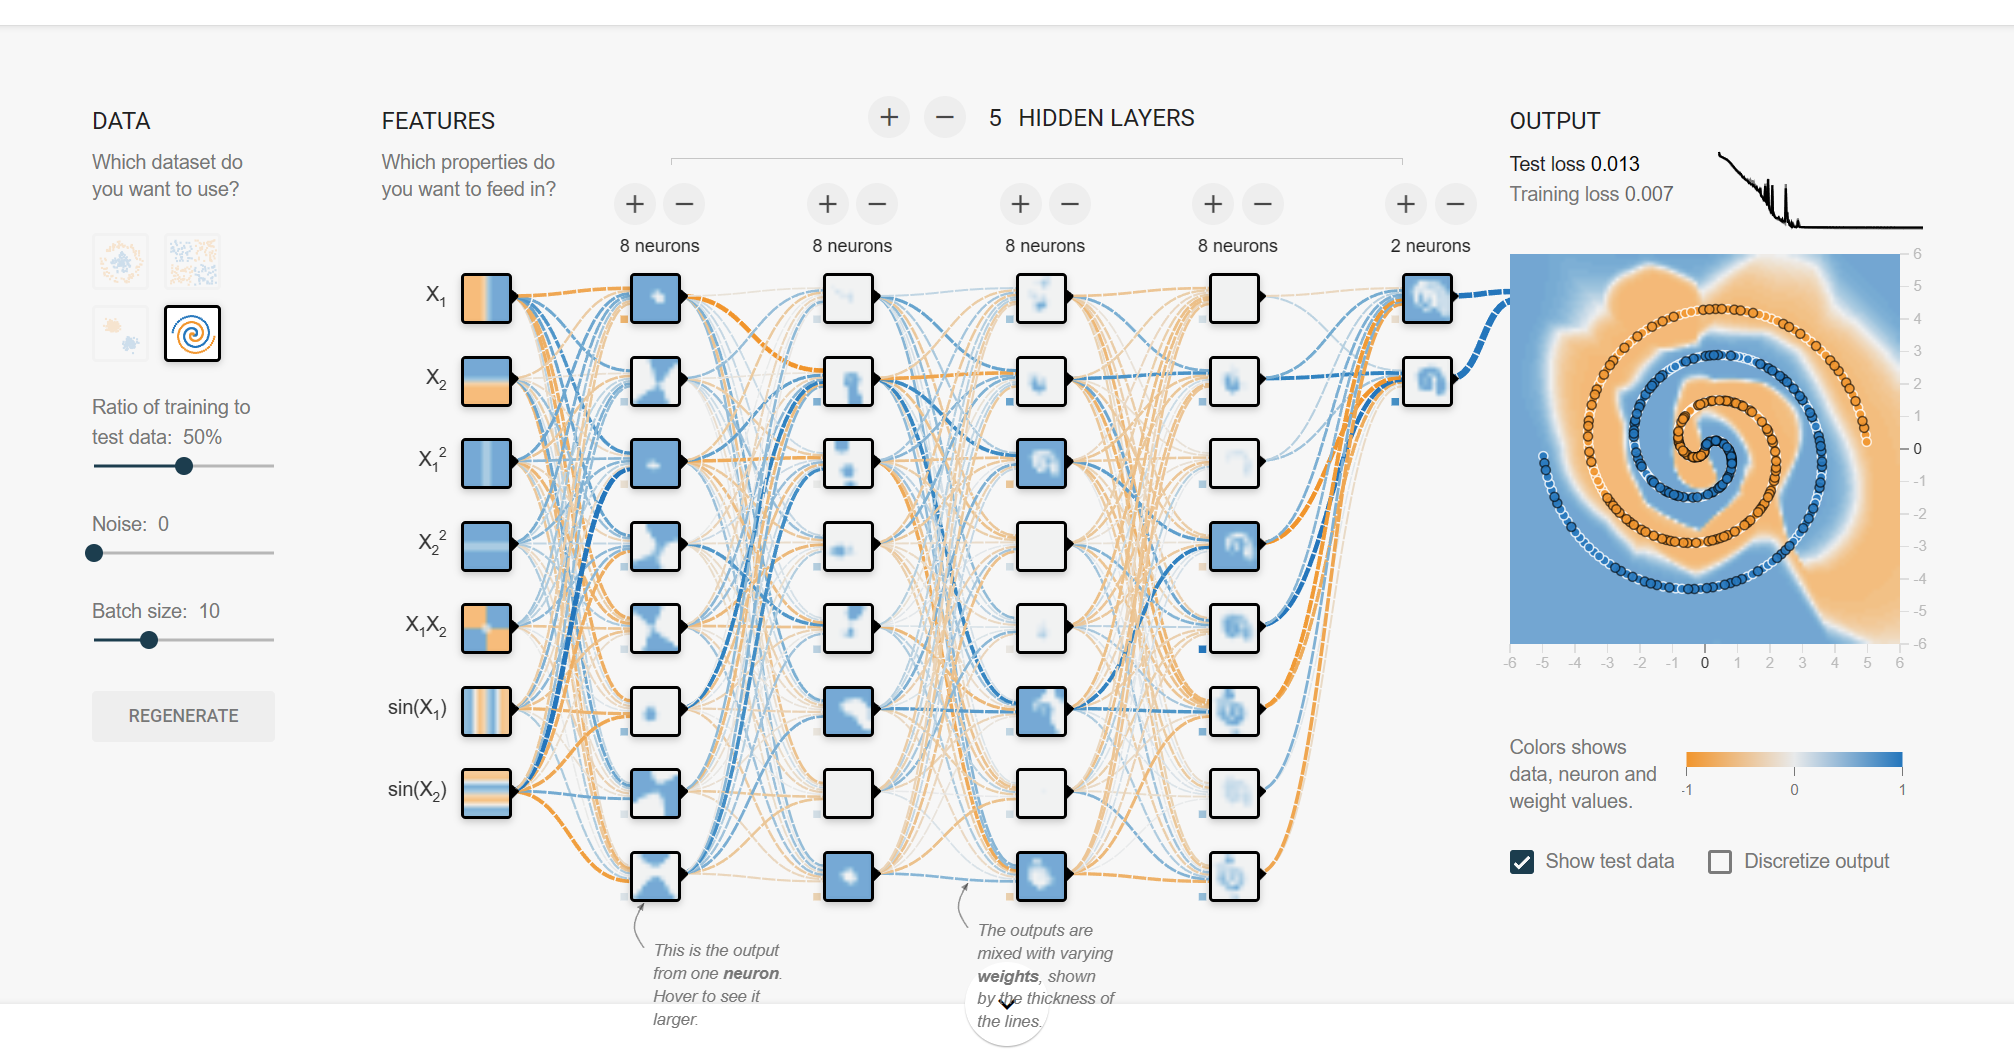 DATA
Which dataset do
you want to use?
Ratio of training to
test data: 50%
Noise: 0
Batch size: 10
REGENERATE
FEATURES
Which properties do
you want to feed in?
X1
X2
X1²
X2²
X1X2
sin(X1)
sin(X2)
+ − 5 HIDDEN LAYERS
+ − + − + − + − + −
8 neurons 8 neurons 8 neurons 8 neurons 2 neurons
This is the output
from one neuron.
Hover to see it
larger.
The outputs are
mixed with varying
weights, shown
by the thickness of
the lines.
OUTPUT
Test loss 0.013
Training loss 0.007
6
5
4
3
2
1
0
-1
-2
-3
-4
-5
-6
-6 -5 -4 -3 -2 -1 0 1 2 3 4 5 6
Colors shows
data, neuron and
weight values.
-1 0 1
Show test data Discretize output